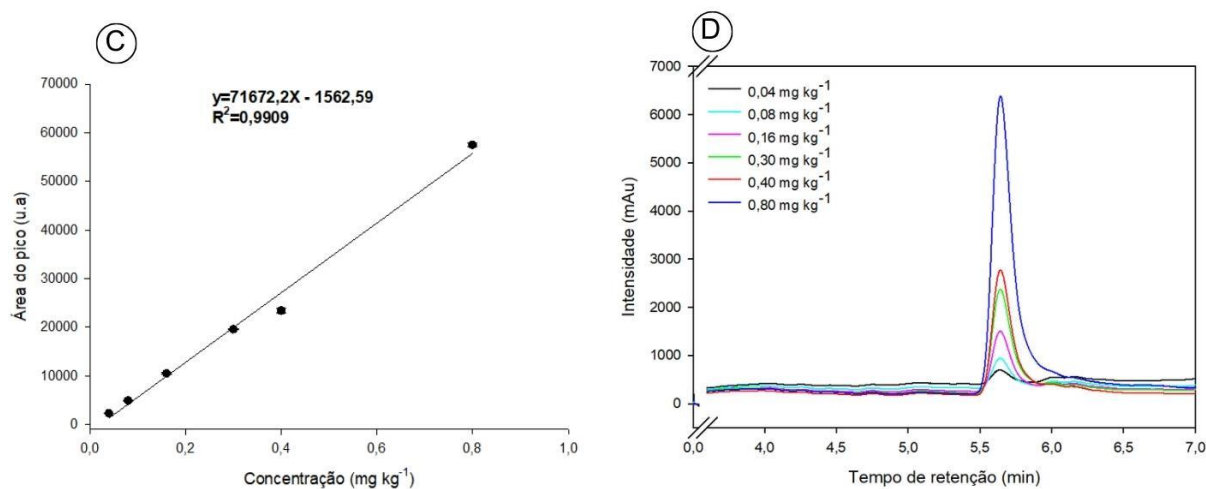 C
70000
60000
50000
40000
30000
20000
10000
0
Área do pico (u.a)
y=71672,2X - 1562,59
R²=0,9909
0,0 0,2 0,4 0,6 0,8 1,0
Concentração (mg kg⁻¹)
D
7000
6000
5000
4000
3000
2000
1000
0
Intensidade (mAu)
0,04 mg kg⁻¹
0,08 mg kg⁻¹
0,16 mg kg⁻¹
0,30 mg kg⁻¹
0,40 mg kg⁻¹
0,80 mg kg⁻¹
0,0 4,0 4,5 5,0 5,5 6,0 6,5 7,0
Tempo de retenção (min)